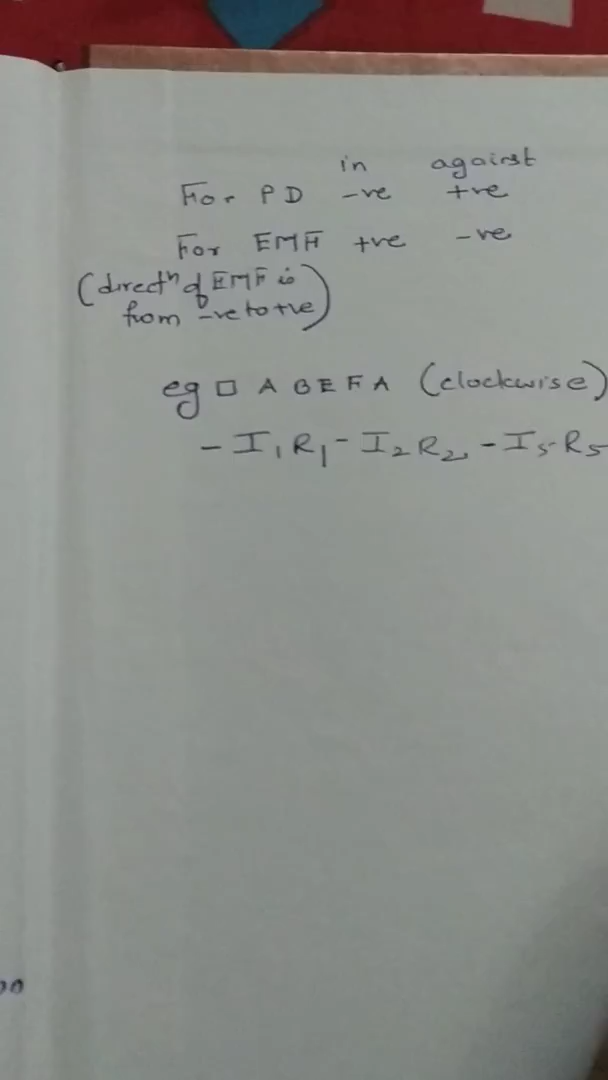 in against
For PD -ve +ve
For EMF +ve -ve
(directⁿ of EMF is
from -ve to +ve)
eg □ A B E F A (clockwise)
- I₁R₁ - I₂R₂ - I₅R₅
00